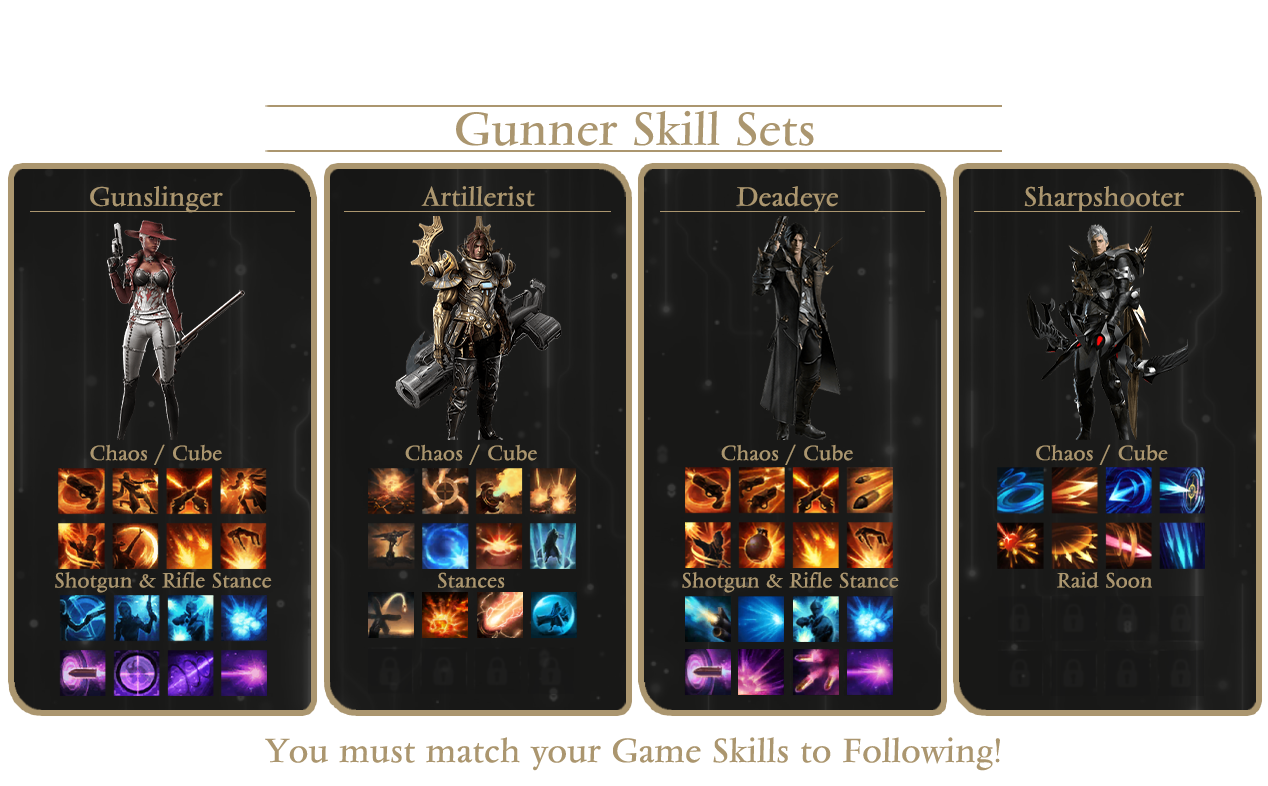 Gunner Skill Sets
Gunslinger
Chaos / Cube
Shotgun & Rifle Stance
Artillerist
Chaos / Cube
Stances
Deadeye
Chaos / Cube
Shotgun & Rifle Stance
Sharpshooter
Chaos / Cube
Raid Soon
You must match your Game Skills to Following!